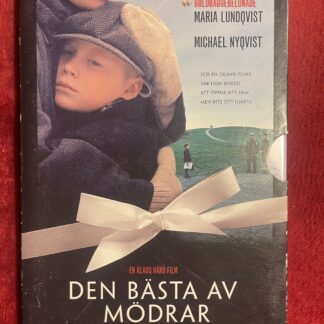 GULDBAGGEBELÖNADE
MARIA LUNDQVIST
MICHAEL NYQVIST
FÖR EN OKÄND POJKE
VAR HON BEREDD
ATT ÖPPNA SITT HEM
MEN INTE SITT HJÄRTA
EN KLAUS HÄRÖ FILM
DEN BÄSTA AV
MÖDRAR